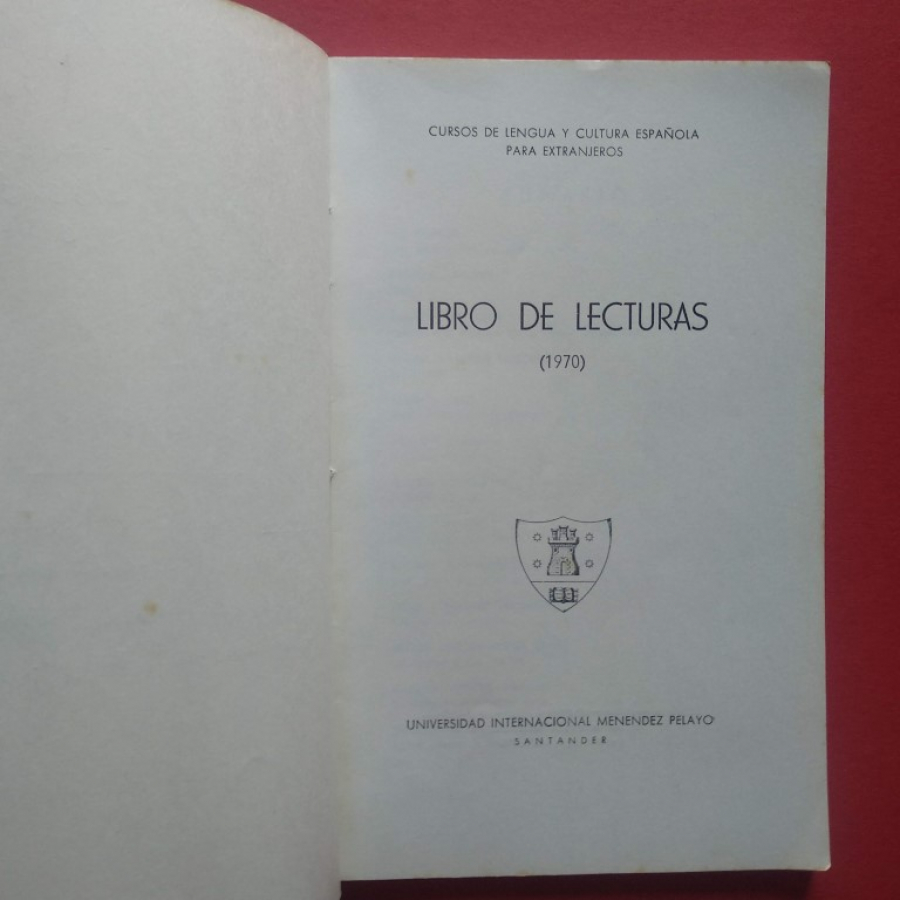 CURSOS DE LENGUA Y CULTURA ESPAÑOLA
PARA EXTRANJEROS
LIBRO DE LECTURAS
(1970)
UNIVERSIDAD INTERNACIONAL MENENDEZ PELAYO
SANTANDER